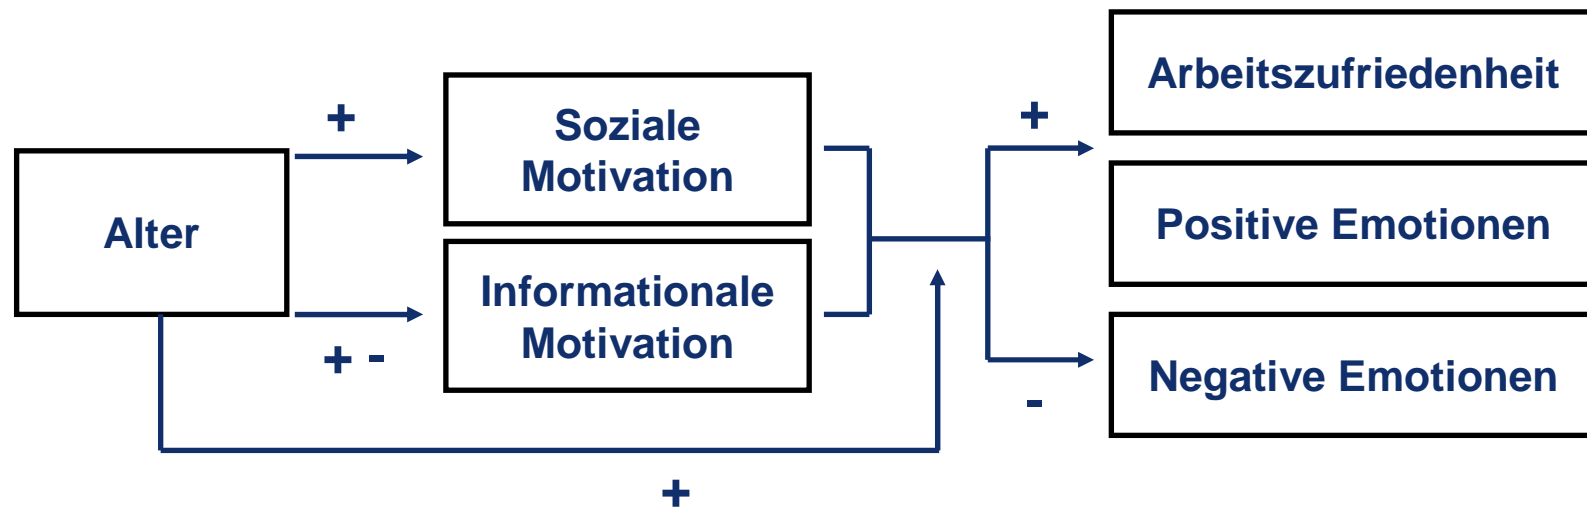 Arbeitszufriedenheit
+
+
Soziale
Motivation
Alter
Positive Emotionen
Informationale
Motivation
+ -
Negative Emotionen
-
+